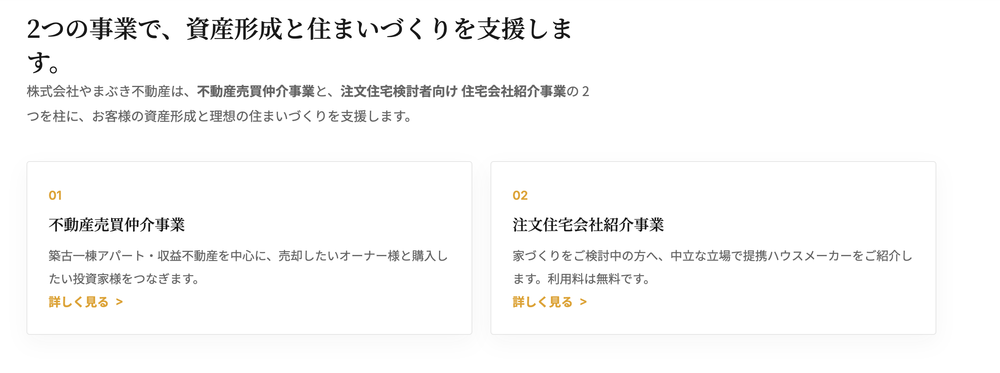 2つの事業で、資産形成と住まいづくりを支援しま
す。
株式会社やまぶき不動産は、不動産売買仲介事業と、注文住宅検討者向け 住宅会社紹介事業の 2
つを柱に、お客様の資産形成と理想の住まいづくりを支援します。
01
不動産売買仲介事業
築古一棟アパート・収益不動産を中心に、売却したいオーナー様と購入し
たい投資家様をつなぎます。
詳しく見る >
02
注文住宅会社紹介事業
家づくりをご検討中の方へ、中立な立場で提携ハウスメーカーをご紹介し
ます。利用料は無料です。
詳しく見る >